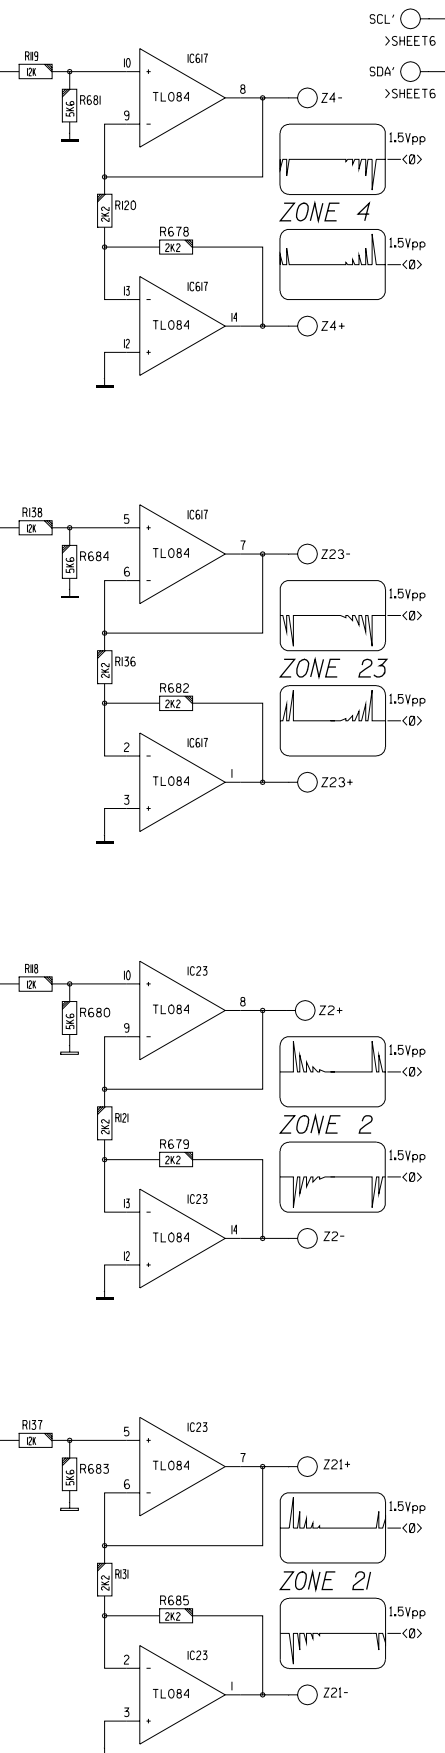 SCL'
>SHEET6
SDA'
>SHEET6
R119
12K
R681
5K6
10
+
IC617
TL084
9
-
8
Z4-
1.5Vpp
<0>
ZONE 4
1.5Vpp
<0>
R120
2K2
R678
2K2
IC617
13
-
TL084
14
12
+
Z4+
R138
12K
R684
5K6
5
+
IC617
TL084
6
-
7
Z23-
1.5Vpp
<0>
ZONE 23
1.5Vpp
<0>
R136
2K2
R682
2K2
IC617
2
-
TL084
1
3
+
Z23+
R118
12K
R680
5K6
10
+
IC23
TL084
9
-
8
Z2+
1.5Vpp
<0>
ZONE 2
1.5Vpp
<0>
R121
2K2
R679
2K2
IC23
13
-
TL084
14
12
+
Z2-
R137
12K
R683
5K6
5
+
IC23
TL084
6
-
7
Z21+
1.5Vpp
<0>
ZONE 21
1.5Vpp
<0>
R131
2K2
R685
2K2
IC23
2
-
TL084
1
3
+
Z21-